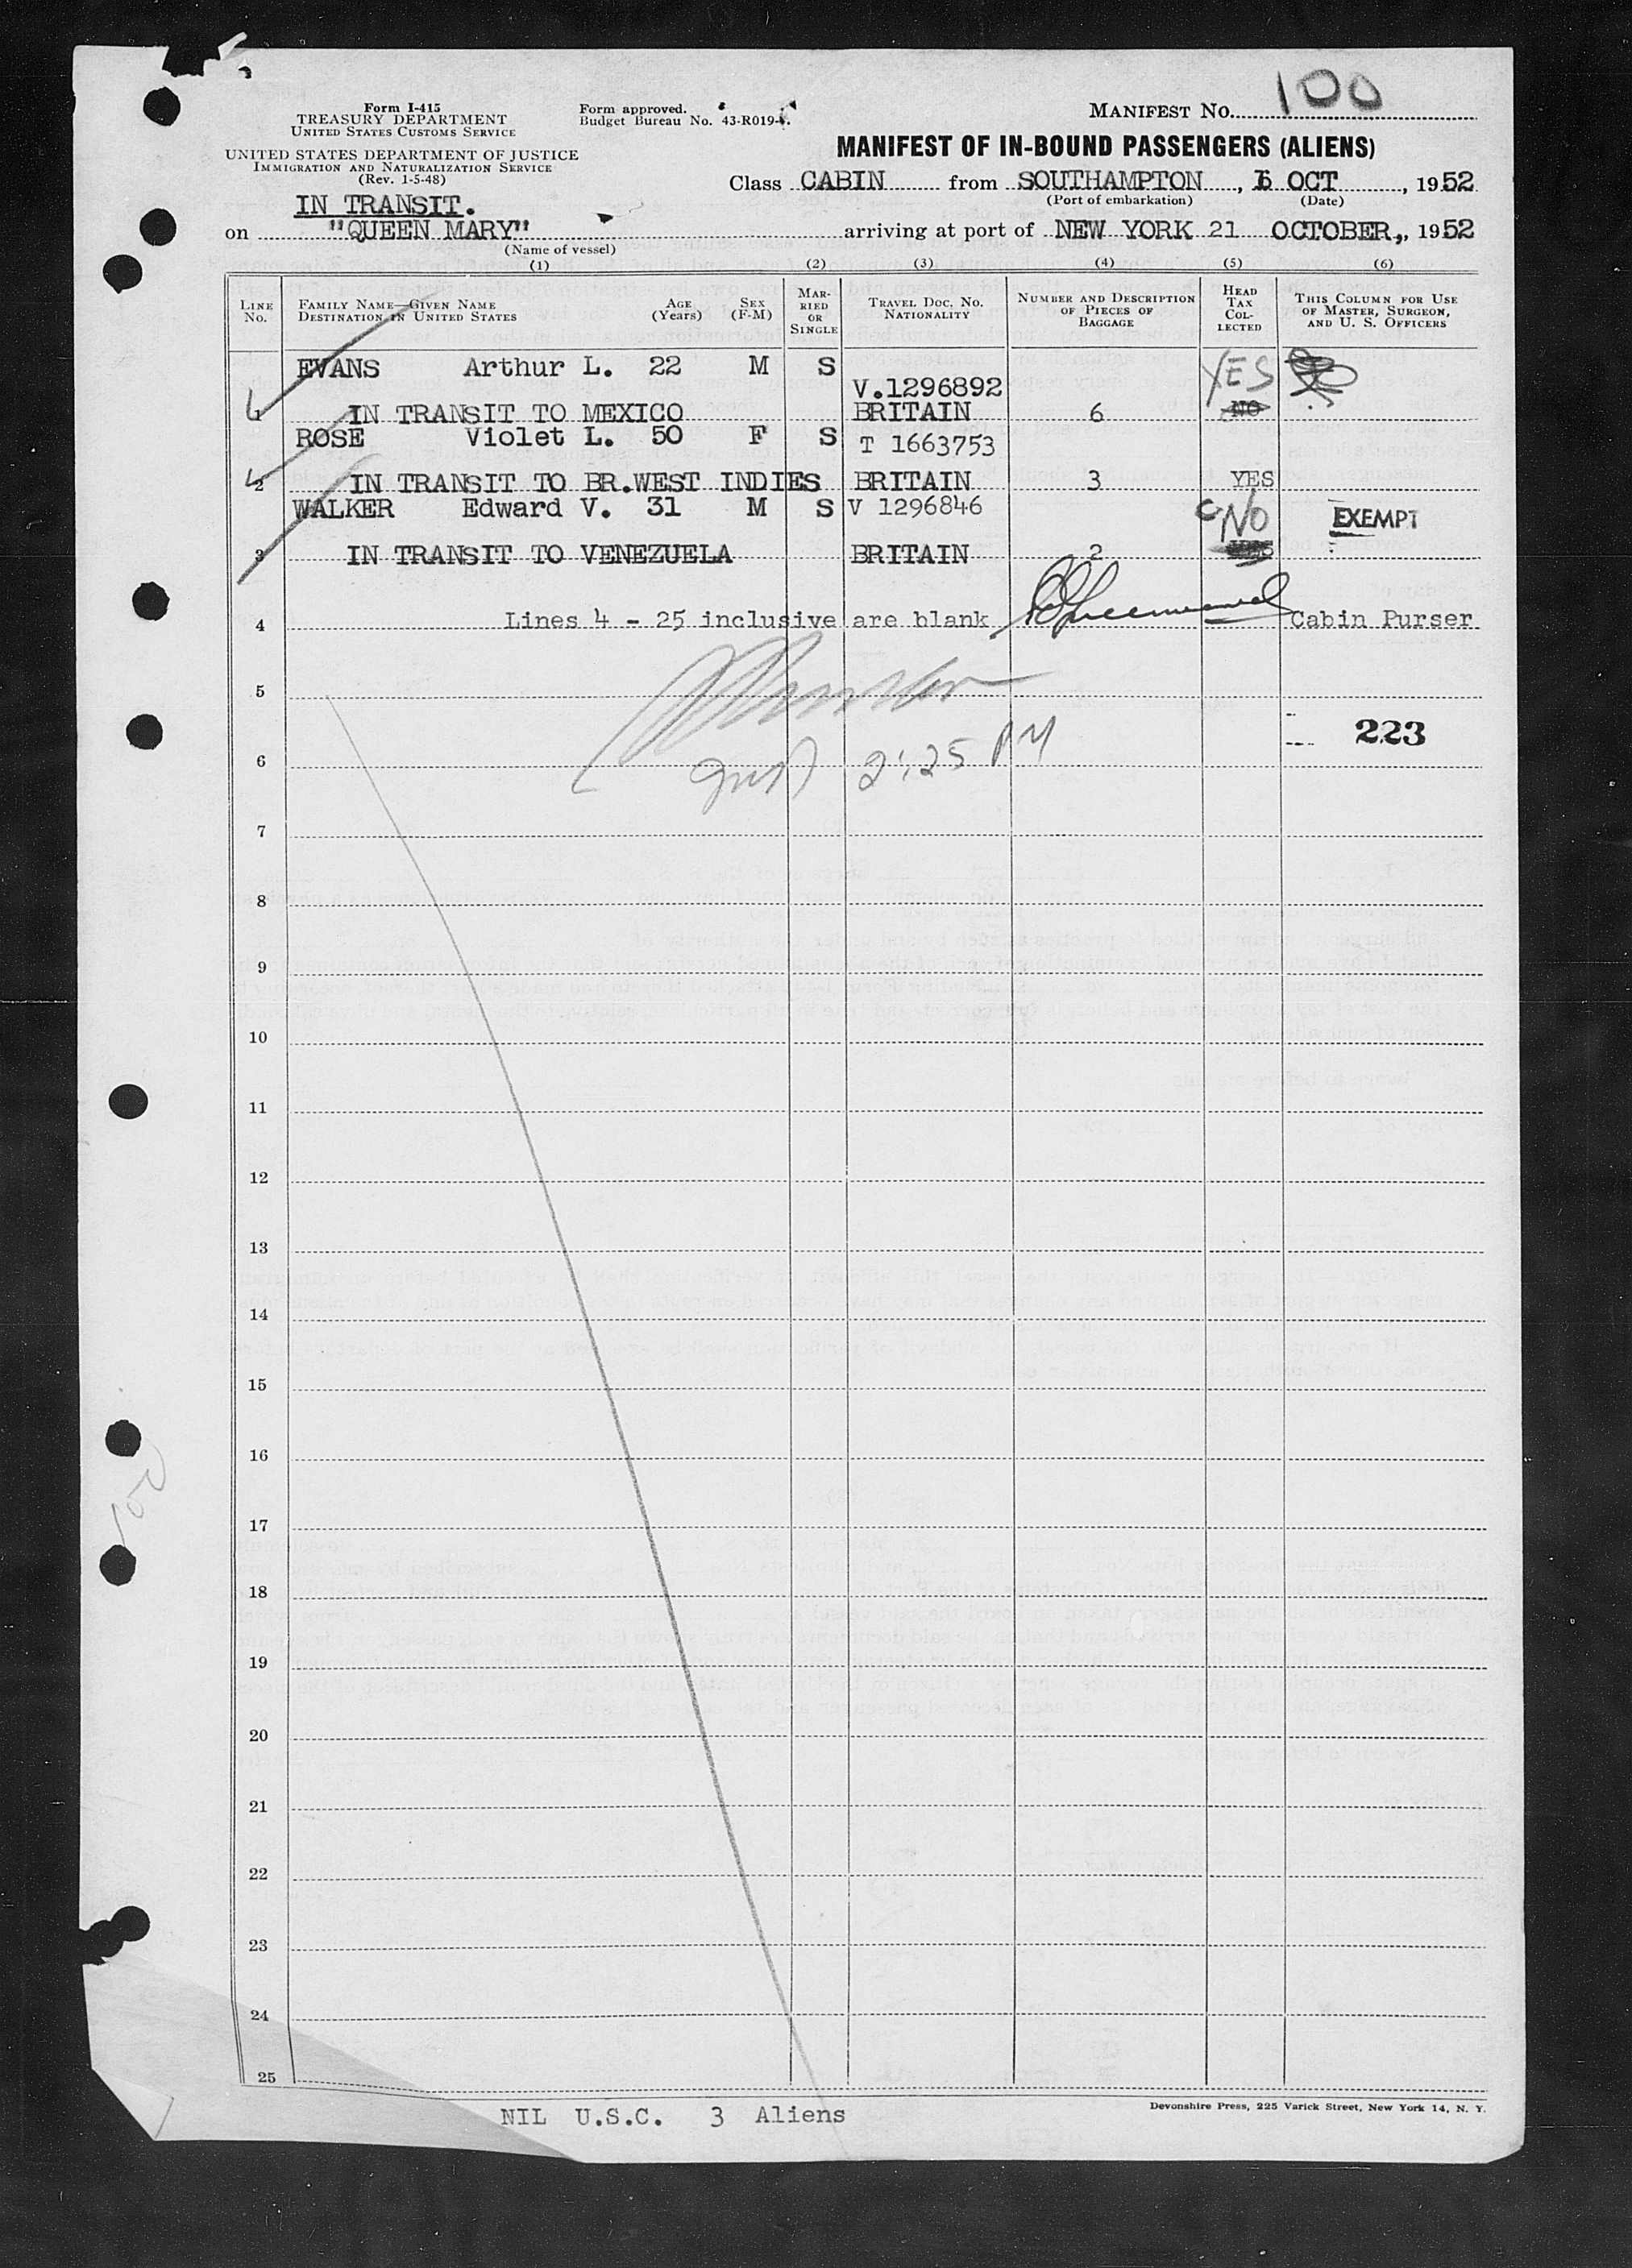 Form I-415
TREASURY DEPARTMENT
UNITED STATES CUSTOMS SERVICE
UNITED STATES DEPARTMENT OF JUSTICE
IMMIGRATION AND NATURALIZATION SERVICE
(Rev. 1-5-48)
Form approved.
Budget Bureau No. 43-R019-
MANIFEST NO. 100
MANIFEST OF IN-BOUND PASSENGERS (ALIENS)
Class CABIN from SOUTHAMPTON, OCT, 1952
(Port of embarkation) (Date)
IN TRANSIT.
on "QUEEN MARY" arriving at port of NEW YORK 21 OCTOBER,, 1952
(Name of vessel)
(1) (2) (3) (4) (5) (6)
LINE NO. FAMILY NAME—GIVEN NAME DESTINATION IN UNITED STATES AGE (Years) SEX (F-M) MARRIED OR SINGLE TRAVEL DOC. NO. NATIONALITY NUMBER AND DESCRIPTION OF PIECES OF BAGGAGE HEAD TAX COLLECTED THIS COLUMN FOR USE OF MASTER, SURGEON, AND U. S. OFFICERS
EVANS Arthur L. 22 M S V.1296892 YES
1 IN TRANSIT TO MEXICO BRITAIN 6 NO
ROSE Violet L. 50 F S T 1663753
2 IN TRANSIT TO BR.WEST INDIES BRITAIN 3 YES
WALKER Edward V. 31 M S V 1296846 NO EXEMPT
3 IN TRANSIT TO VENEZUELA BRITAIN 2 YES
4 Lines 4 - 25 inclusive are blank Cabin Purser
5
223
6 2:25 PM
7
8
9
10
11
12
13
14
15
16
17
18
19
20
21
22
23
24
25
NIL U.S.C. 3 Aliens
Devonshire Press, 225 Varick Street, New York 14, N. Y.
100